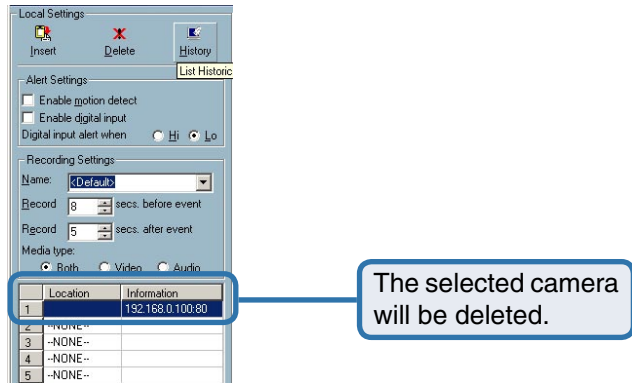 Local Settings
Insert Delete History
List Historic
Alert Settings
Enable motion detect
Enable digital input
Digital input alert when Hi Lo
Recording Settings
Name: <Default>
Record 8 secs. before event
Record 5 secs. after event
Media type:
Both Video Audio
Location Information
1 192.168.0.100:80
2 --NONE--
3 --NONE--
4 --NONE--
5 --NONE--
The selected camera
will be deleted.